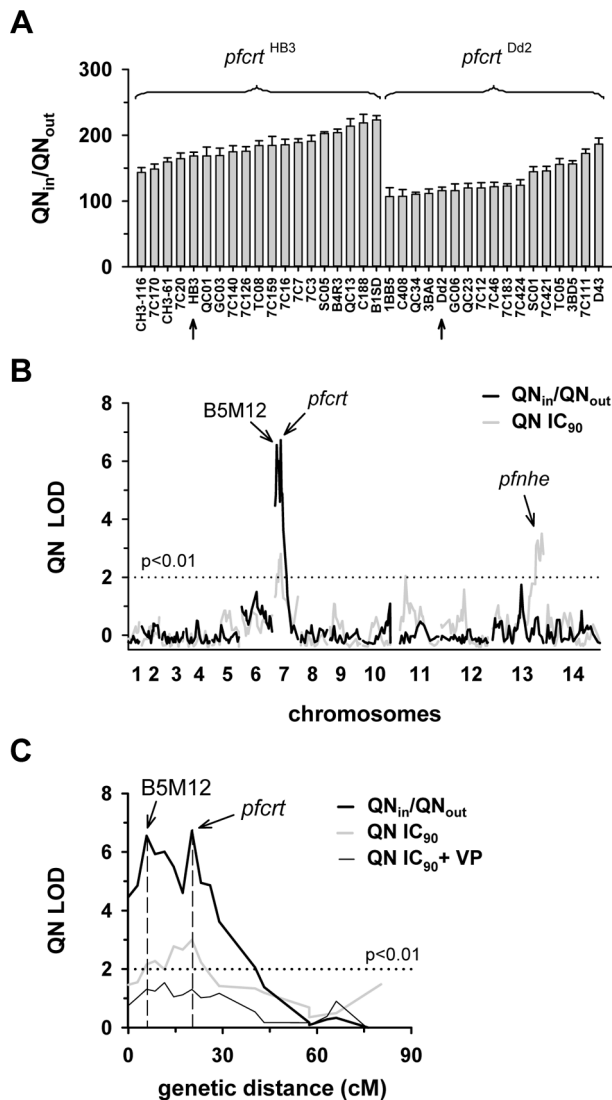 A
pfcrt HB3
pfcrt Dd2
QNin/QNout
300
200
100
0
CH3-116
7C170
CH3-61
7C20
HB3
QC01
GC03
7C140
7C126
TC08
7C159
7C16
7C7
7C3
SC05
B4R3
QC13
C188
B1SD
1BB5
C408
QC34
3BA6
Dd2
GC06
QC23
7C12
7C46
7C183
7C424
SC01
7C421
TC05
3BD5
7C111
D43
B
QN LOD
8
6
4
2
0
B5M12
pfcrt
QNin/QNout
QN IC90
pfnhe
p<0.01
1 2 3 4 5 6 7 8 9 10 11 12 13 14
chromosomes
C
QN LOD
8
6
4
2
0
B5M12
pfcrt
QNin/QNout
QN IC90
QN IC90+ VP
p<0.01
0 30 60 90
genetic distance (cM)